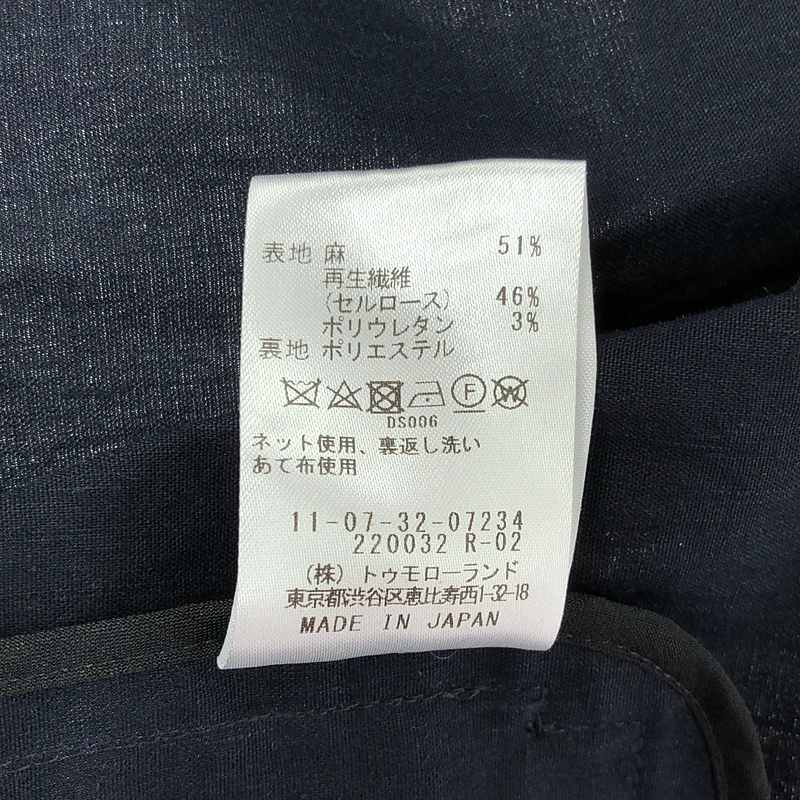 表地 麻 51%
再生繊維
(セルロース) 46%
ポリウレタン 3%
裏地 ポリエステル
DS006
ネット使用、裏返し洗い
あて布使用
11-07-32-07234
220032 R-02
(株) トゥモローランド
東京都渋谷区恵比寿西1-32-18
MADE IN JAPAN